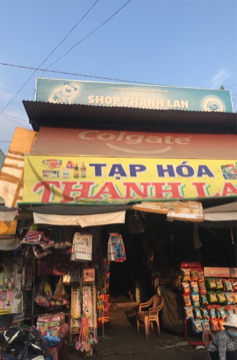 SHOP THANH LAN
Colgate
TẠP HÓA
THANH LA